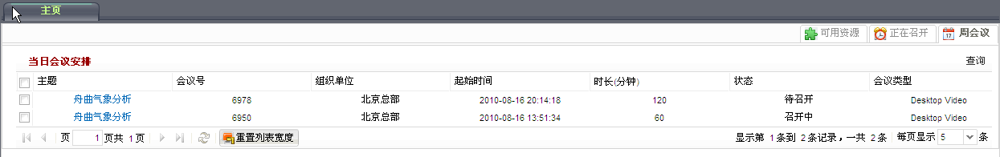 主页
可用资源 正在召开 17 周会议
当日会议安排 查询
主题 会议号 组织单位 起始时间 时长(分钟) 状态 会议类型
舟曲气象分析 6978 北京总部 2010-08-16 20:14:18 120 待召开 Desktop Video
舟曲气象分析 6950 北京总部 2010-08-16 13:51:34 60 召开中 Desktop Video
页 1 页共 1 页 重置列表宽度 显示第 1条到 2条记录，一共 2条 每页显示 5 条